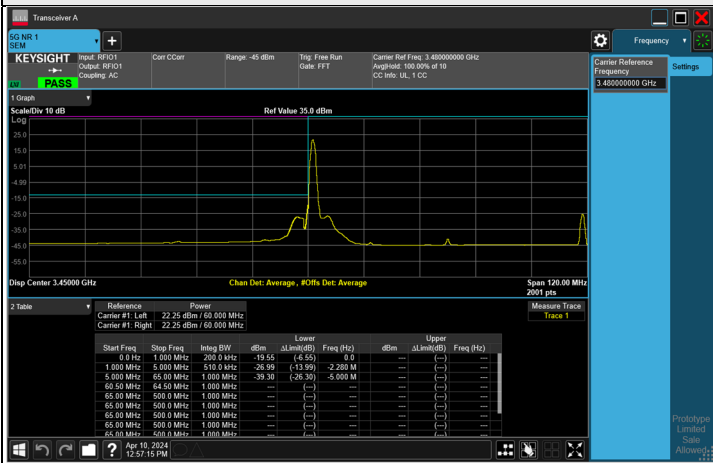 Transceiver A
5G NR 1
SEM
Frequency
KEYSIGHT
Input: RFIO1
Output: RFIO1
Coupling: AC
Corr CCorr
Range: -45 dBm
Trig: Free Run
Gate: FFT
Carrier Ref Freq: 3.480000000 GHz
Avg|Hold: 100.00% of 10
CC Info: UL, 1 CC
PASS
Carrier Reference
Frequency
3.480000000 GHz
Settings
1 Graph
Scale/Div 10 dB
Ref Value 35.0 dBm
Log
25.0
15.0
5.01
-4.99
-15.0
-25.0
-35.0
-45.0
-55.0
Disp Center 3.45000 GHz
Chan Det: Average , #Offs Det: Average
Span 120.00 MHz
2001 pts
2 Table
Reference Power
Carrier #1: Left 22.25 dBm / 60.000 MHz
Carrier #1: Right 22.25 dBm / 60.000 MHz
Measure Trace
Trace 1
Lower Upper
Start Freq Stop Freq Integ BW dBm ΔLimit(dB) Freq (Hz) dBm ΔLimit(dB) Freq (Hz)
0.0 Hz 1.000 MHz 200.0 kHz -19.55 (-6.55) 0.0 --- (---) ---
1.000 MHz 5.000 MHz 510.0 kHz -26.99 (-13.99) -2.280 M --- (---) ---
5.000 MHz 65.00 MHz 1.000 MHz -39.30 (-26.30) -5.000 M --- (---) ---
60.50 MHz 64.50 MHz 1.000 MHz --- (---) --- --- (---) ---
65.00 MHz 500.0 MHz 1.000 MHz --- (---) --- --- (---) ---
65.00 MHz 500.0 MHz 1.000 MHz --- (---) --- --- (---) ---
65.00 MHz 500.0 MHz 1.000 MHz --- (---) --- --- (---) ---
65.00 MHz 500.0 MHz 1.000 MHz --- (---) --- --- (---) ---
65.00 MHz 500.0 MHz 1.000 MHz --- (---) --- --- (---) ---
Prototype
Limited
Sale
Allowed
Apr 10, 2024
12:57:15 PM